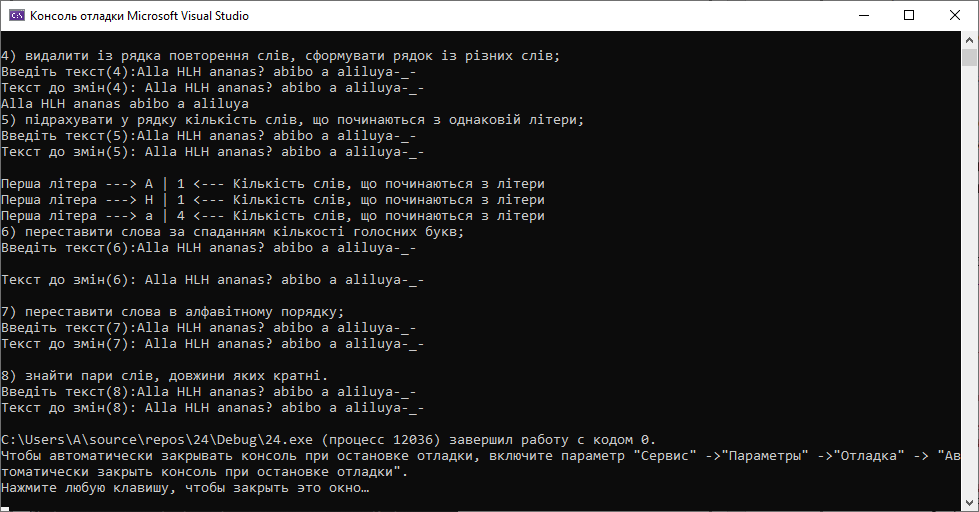 Консоль отладки Microsoft Visual Studio
4) видалити із рядка повторення слів, сформувати рядок із різних слів;
Введіть текст(4):Alla HLH ananas? abibo a aliluya-_-
Текст до змін(4): Alla HLH ananas? abibo a aliluya-_-
Alla HLH ananas abibo a aliluya
5) підрахувати у рядку кількість слів, що починаються з однаковій літери;
Введіть текст(5):Alla HLH ananas? abibo a aliluya-_-
Текст до змін(5): Alla HLH ananas? abibo a aliluya-_-
Перша літера ---> A | 1 <--- Кількість слів, що починаються з літери
Перша літера ---> H | 1 <--- Кількість слів, що починаються з літери
Перша літера ---> a | 4 <--- Кількість слів, що починаються з літери
6) переставити слова за спаданням кількості голосних букв;
Введіть текст(6):Alla HLH ananas? abibo a aliluya-_-
Текст до змін(6): Alla HLH ananas? abibo a aliluya-_-
7) переставити слова в алфавітному порядку;
Введіть текст(7):Alla HLH ananas? abibo a aliluya-_-
Текст до змін(7): Alla HLH ananas? abibo a aliluya-_-
8) знайти пари слів, довжини яких кратні.
Введіть текст(8):Alla HLH ananas? abibo a aliluya-_-
Текст до змін(8): Alla HLH ananas? abibo a aliluya-_-
C:\Users\A\source\repos\24\Debug\24.exe (процесс 12036) завершил работу с кодом 0.
Чтобы автоматически закрывать консоль при остановке отладки, включите параметр "Сервис" ->"Параметры" ->"Отладка" -> "Ав
томатически закрыть консоль при остановке отладки".
Нажмите любую клавишу, чтобы закрыть это окно…